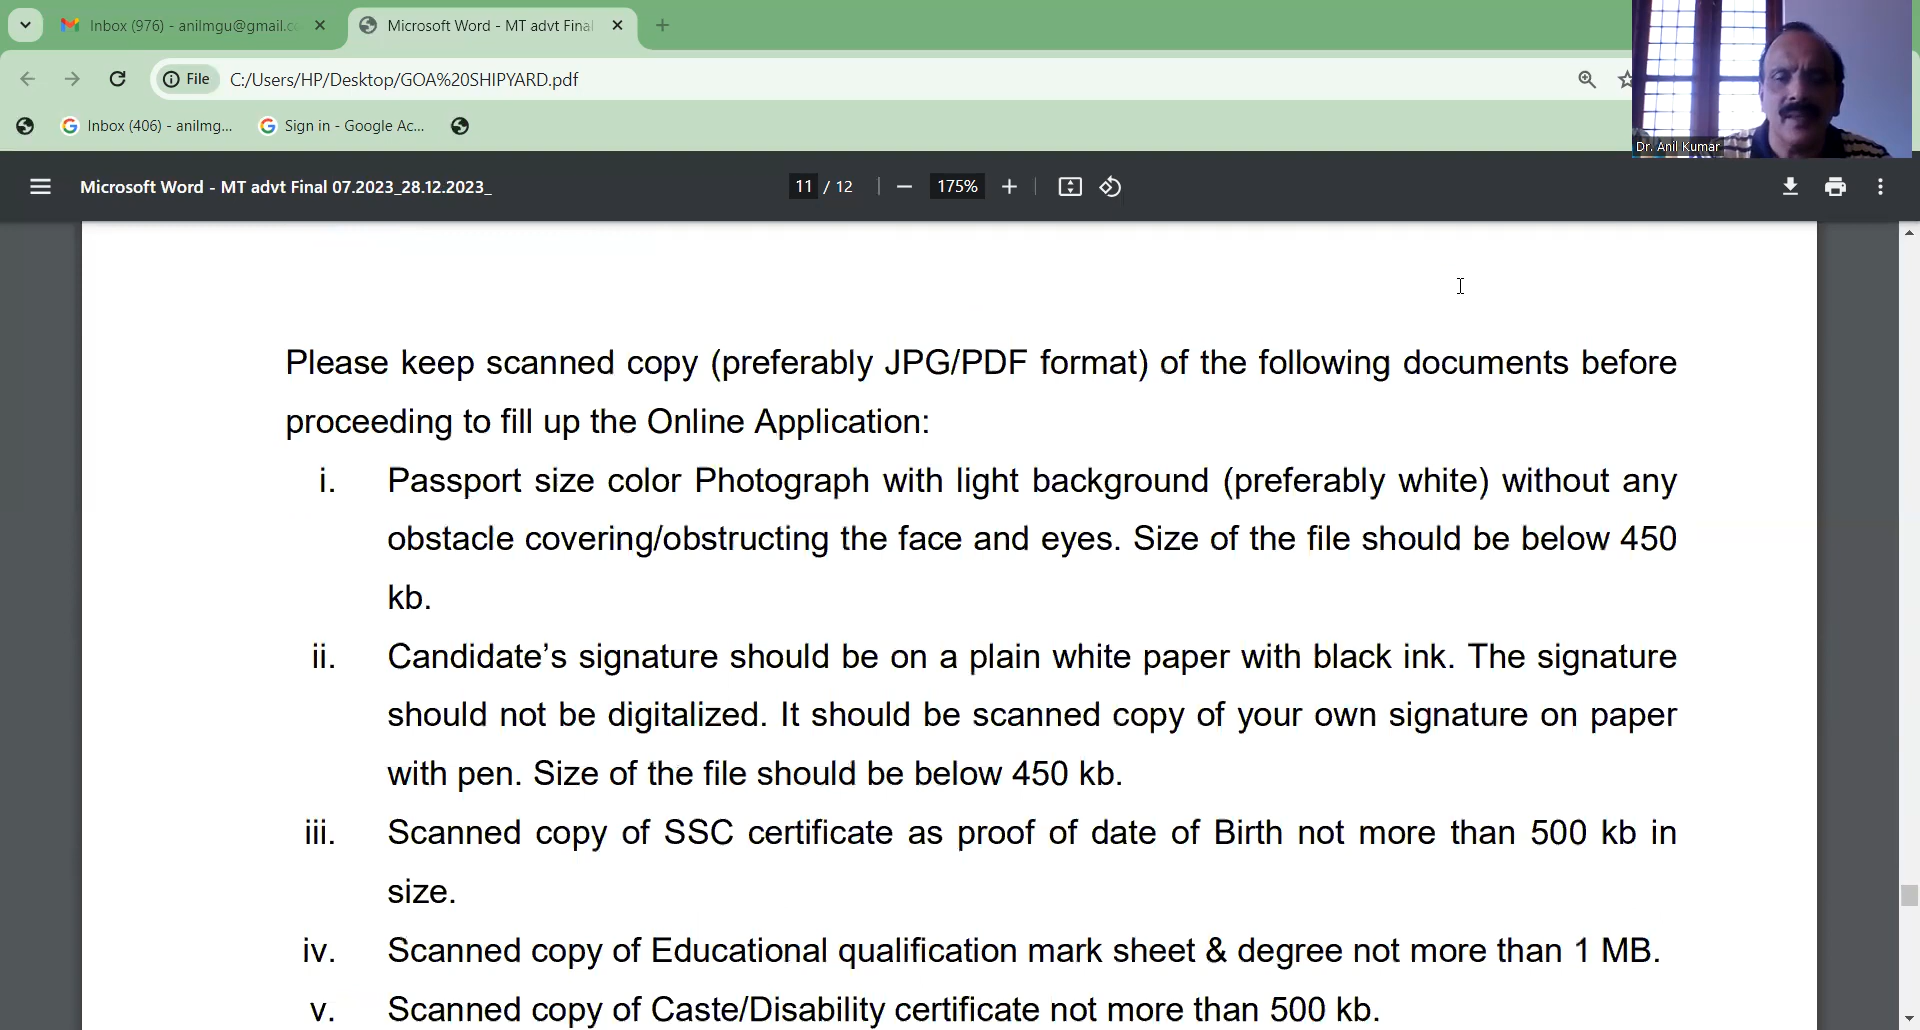 Inbox (976) - anilmgu@gmail.c
Microsoft Word - MT advt Final
File
C:/Users/HP/Desktop/GOA%20SHIPYARD.pdf
Inbox (406) - anilmg...
Sign in - Google Ac...
Dr. Anil Kumar
Microsoft Word - MT advt Final 07.2023_28.12.2023_
11 / 12
175%
Please keep scanned copy (preferably JPG/PDF format) of the following documents before
proceeding to fill up the Online Application:
i. Passport size color Photograph with light background (preferably white) without any
obstacle covering/obstructing the face and eyes. Size of the file should be below 450
kb.
ii. Candidate’s signature should be on a plain white paper with black ink. The signature
should not be digitalized. It should be scanned copy of your own signature on paper
with pen. Size of the file should be below 450 kb.
iii. Scanned copy of SSC certificate as proof of date of Birth not more than 500 kb in
size.
iv. Scanned copy of Educational qualification mark sheet & degree not more than 1 MB.
v. Scanned copy of Caste/Disability certificate not more than 500 kb.